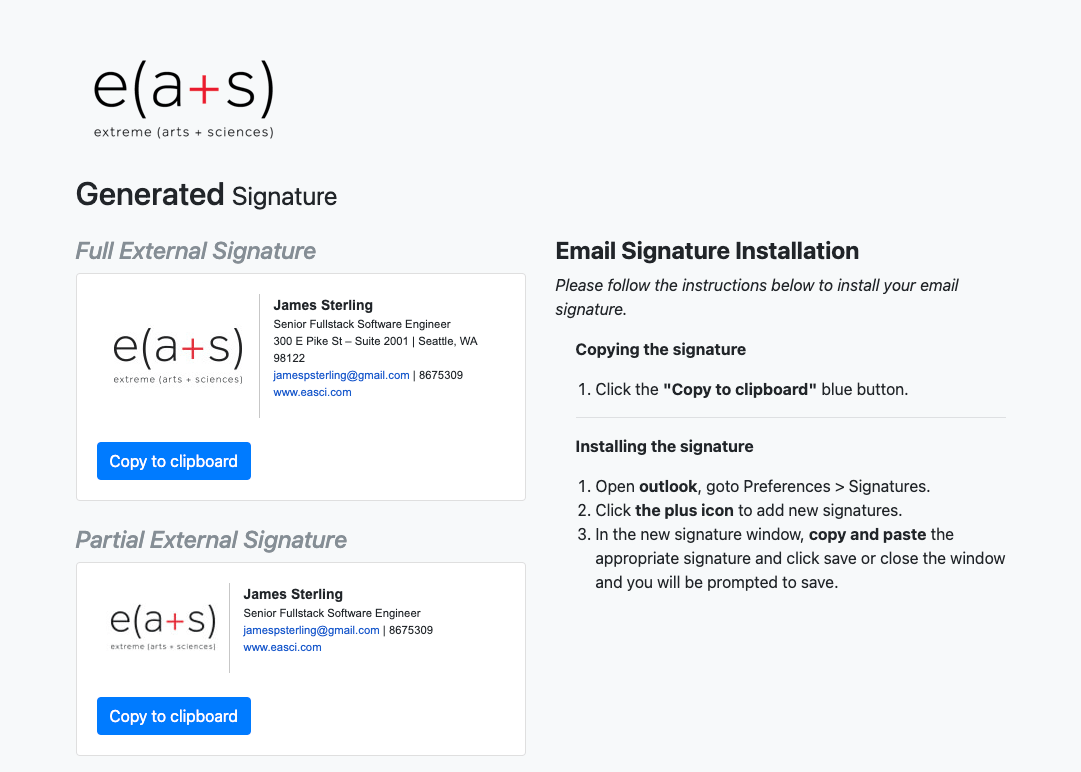 e(a+s)
extreme (arts + sciences)
Generated Signature
Full External Signature
e(a+s)
extreme (arts + sciences)
James Sterling
Senior Fullstack Software Engineer
300 E Pike St – Suite 2001 | Seattle, WA
98122
jamespsterling@gmail.com | 8675309
www.easci.com
Copy to clipboard
Partial External Signature
e(a+s)
extreme (arts + sciences)
James Sterling
Senior Fullstack Software Engineer
jamespsterling@gmail.com | 8675309
www.easci.com
Copy to clipboard
Email Signature Installation
Please follow the instructions below to install your email
signature.
Copying the signature
1. Click the "Copy to clipboard" blue button.
Installing the signature
1. Open outlook, goto Preferences > Signatures.
2. Click the plus icon to add new signatures.
3. In the new signature window, copy and paste the
appropriate signature and click save or close the window
and you will be prompted to save.